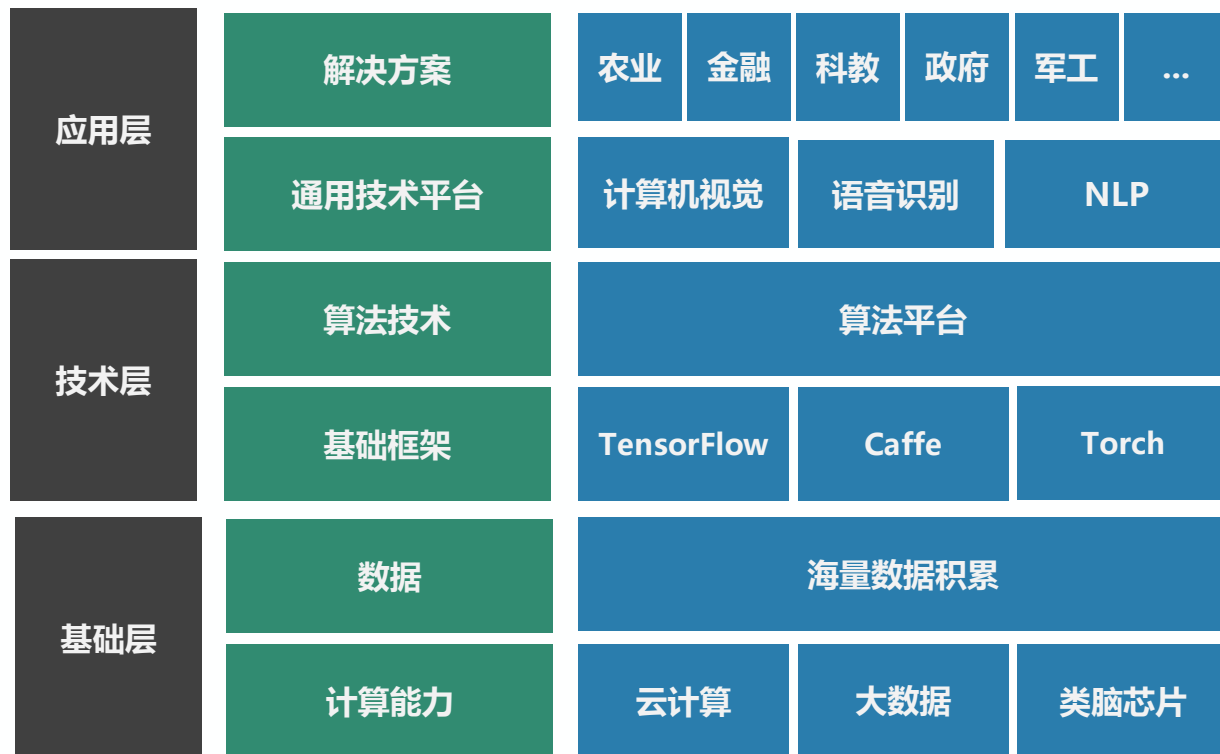 应用层
解决方案
农业
金融
科教
政府
军工
...
通用技术平台
计算机视觉
语音识别
NLP
技术层
算法技术
算法平台
基础框架
TensorFlow
Caffe
Torch
基础层
数据
海量数据积累
计算能力
云计算
大数据
类脑芯片